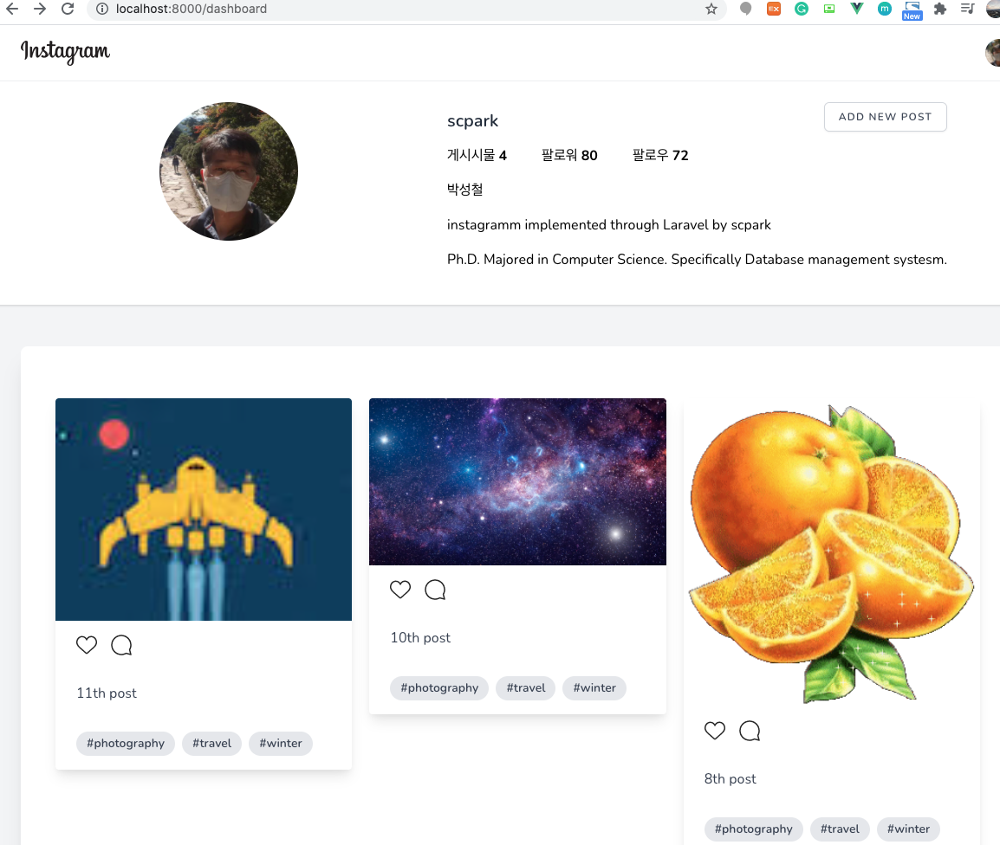 localhost:8000/dashboard
New
Instagram
scpark
ADD NEW POST
게시시물 4 팔로워 80 팔로우 72
박성철
instagramm implemented through Laravel by scpark
Ph.D. Majored in Computer Science. Specifically Database management systesm.
11th post
#photography #travel #winter
10th post
#photography #travel #winter
8th post
#photography #travel #winter